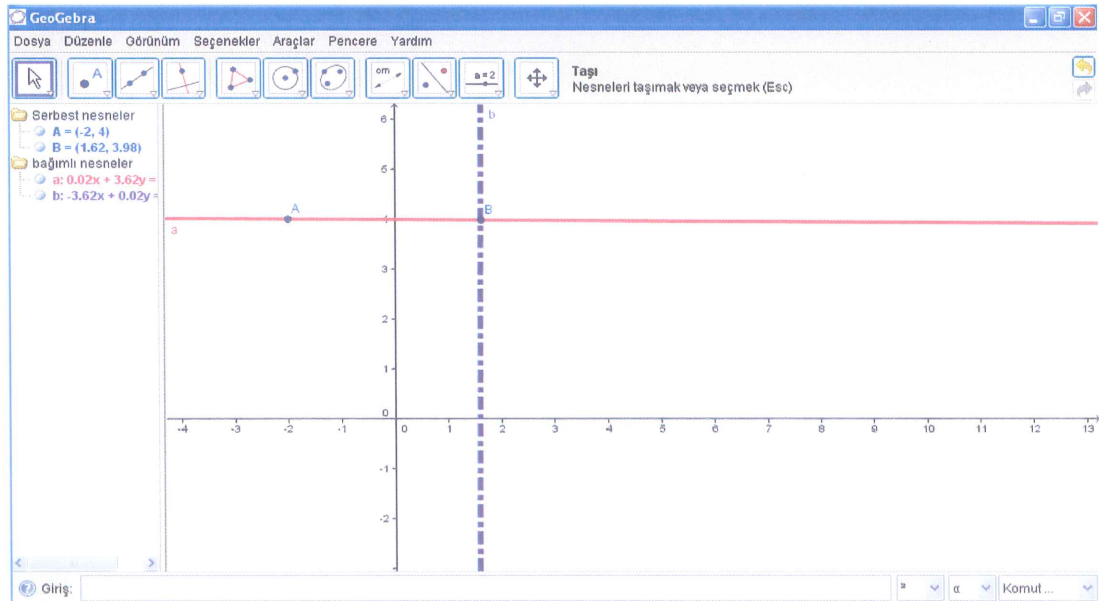 GeoGebra
Dosya Düzenle Görünüm Seçenekler Araçlar Pencere Yardım
A a=2 Taşı
Nesneleri taşımak veya seçmek (Esc)
Serbest nesneler
A = (-2, 4)
B = (1.62, 3.98)
bağımlı nesneler
a: 0.02x + 3.62y =
b: -3.62x + 0.02y =
6 b
5
A 4 B
a
3
2
1
0
-4 -3 -2 -1 0 1 2 3 4 5 6 7 8 9 10 11 12 13
-1
-2
Giriş: α Komut ...